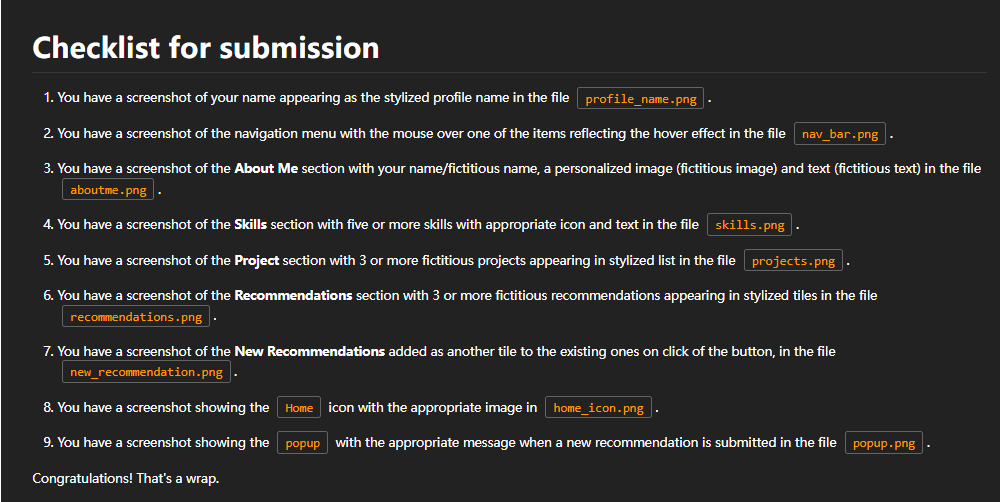 Checklist for submission
1. You have a screenshot of your name appearing as the stylized profile name in the file profile_name.png .
2. You have a screenshot of the navigation menu with the mouse over one of the items reflecting the hover effect in the file nav_bar.png .
3. You have a screenshot of the About Me section with your name/fictitious name, a personalized image (fictitious image) and text (fictitious text) in the file
aboutme.png .
4. You have a screenshot of the Skills section with five or more skills with appropriate icon and text in the file skills.png .
5. You have a screenshot of the Project section with 3 or more fictitious projects appearing in stylized list in the file projects.png .
6. You have a screenshot of the Recommendations section with 3 or more fictitious recommendations appearing in stylized tiles in the file
recommendations.png .
7. You have a screenshot of the New Recommendations added as another tile to the existing ones on click of the button, in the file
new_recommendation.png .
8. You have a screenshot showing the Home icon with the appropriate image in home_icon.png .
9. You have a screenshot showing the popup with the appropriate message when a new recommendation is submitted in the file popup.png .
Congratulations! That's a wrap.